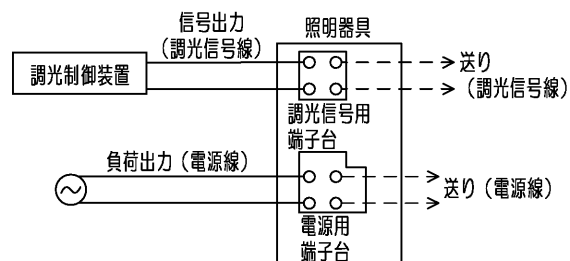 信号出力
（調光信号線）
照明器具
調光制御装置
送り
（調光信号線）
調光信号用
端子台
負荷出力（電源線）
送り（電源線）
電源用
端子台